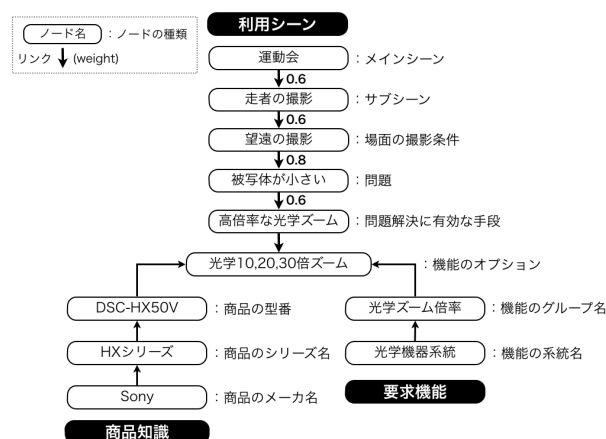 利用シーン
ノード名 ：ノードの種類
リンク (weight)
運動会 ：メインシーン
0.6
走者の撮影 ：サブシーン
0.6
望遠の撮影 ：場面の撮影条件
0.8
被写体が小さい ：問題
0.6
高倍率な光学ズーム ：問題解決に有効な手段
光学10,20,30倍ズーム ：機能のオプション
DSC-HX50V ：商品の型番
光学ズーム倍率 ：機能のグループ名
HXシリーズ ：商品のシリーズ名
光学機器系統 ：機能の系統名
Sony ：商品のメーカ名
要求機能
商品知識